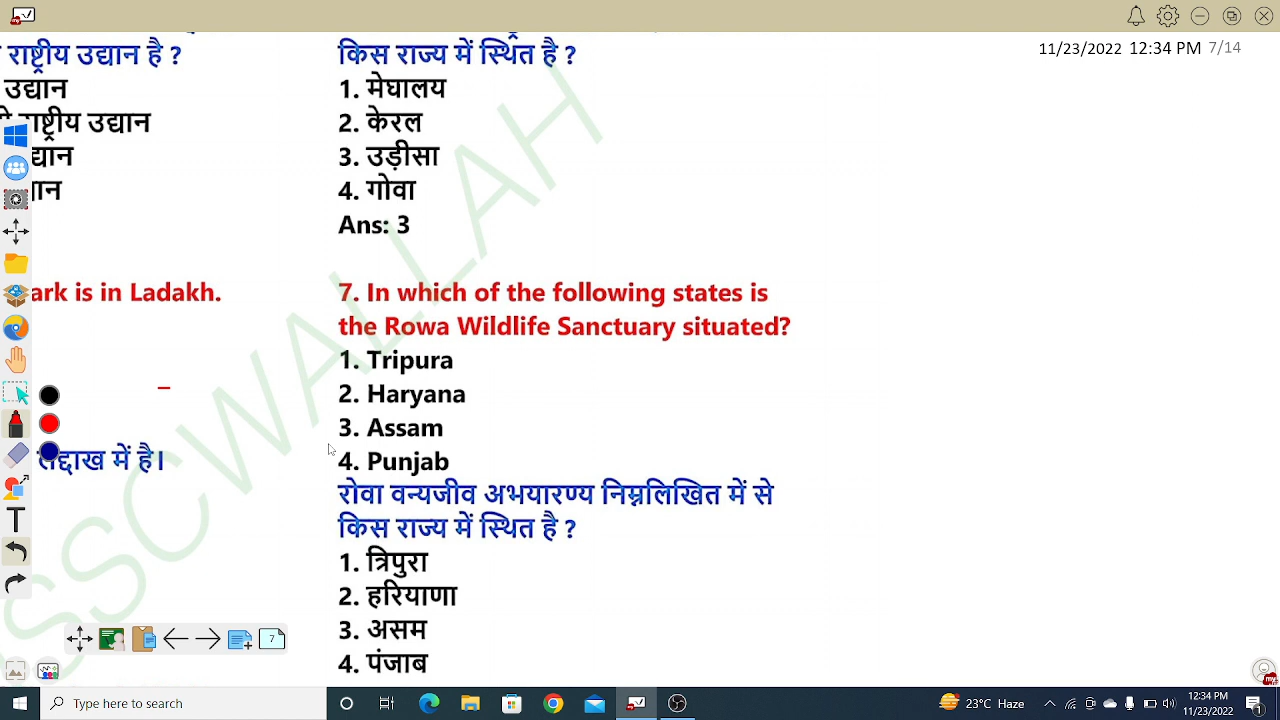 11/23/2022 12:34 PM 7/14
राष्ट्रीय उद्यान है ?
उद्यान
राष्ट्रीय उद्यान
ark is in Ladakh.
लद्दाख में है।
किस राज्य में स्थित है ?
1. मेघालय
2. केरल
3. उड़ीसा
4. गोवा
Ans: 3
7. In which of the following states is
the Rowa Wildlife Sanctuary situated?
1. Tripura
2. Haryana
3. Assam
4. Punjab
रोवा वन्यजीव अभयारण्य निम्नलिखित में से
किस राज्य में स्थित है ?
1. त्रिपुरा
2. हरियाणा
3. असम
4. पंजाब
SSCWALLAH
7
Type here to search
23°C Haze
12:34 PM
11/23/2022